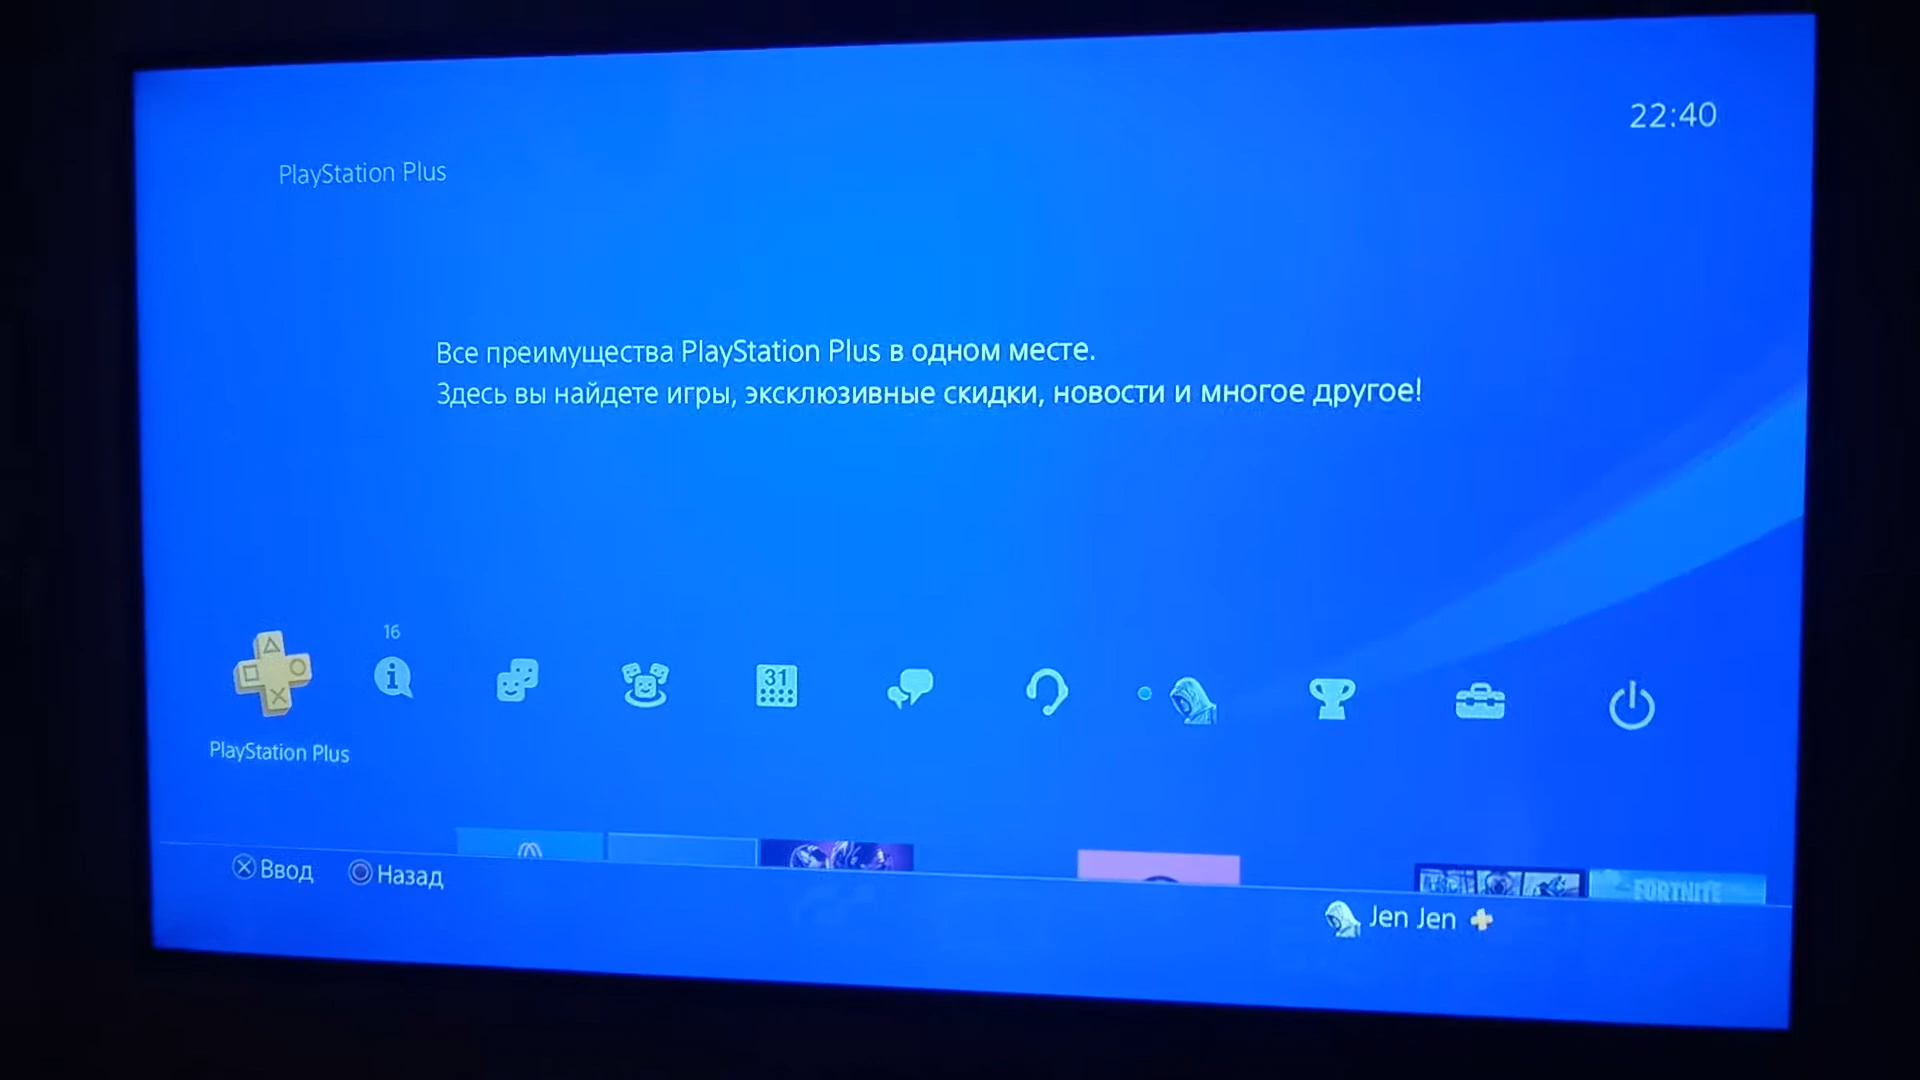 22:40
PlayStation Plus
Все преимущества PlayStation Plus в одном месте.
Здесь вы найдете игры, эксклюзивные скидки, новости и многое другое!
16
31
PlayStation Plus
FORTNITE
Ввод
Назад
Jen Jen